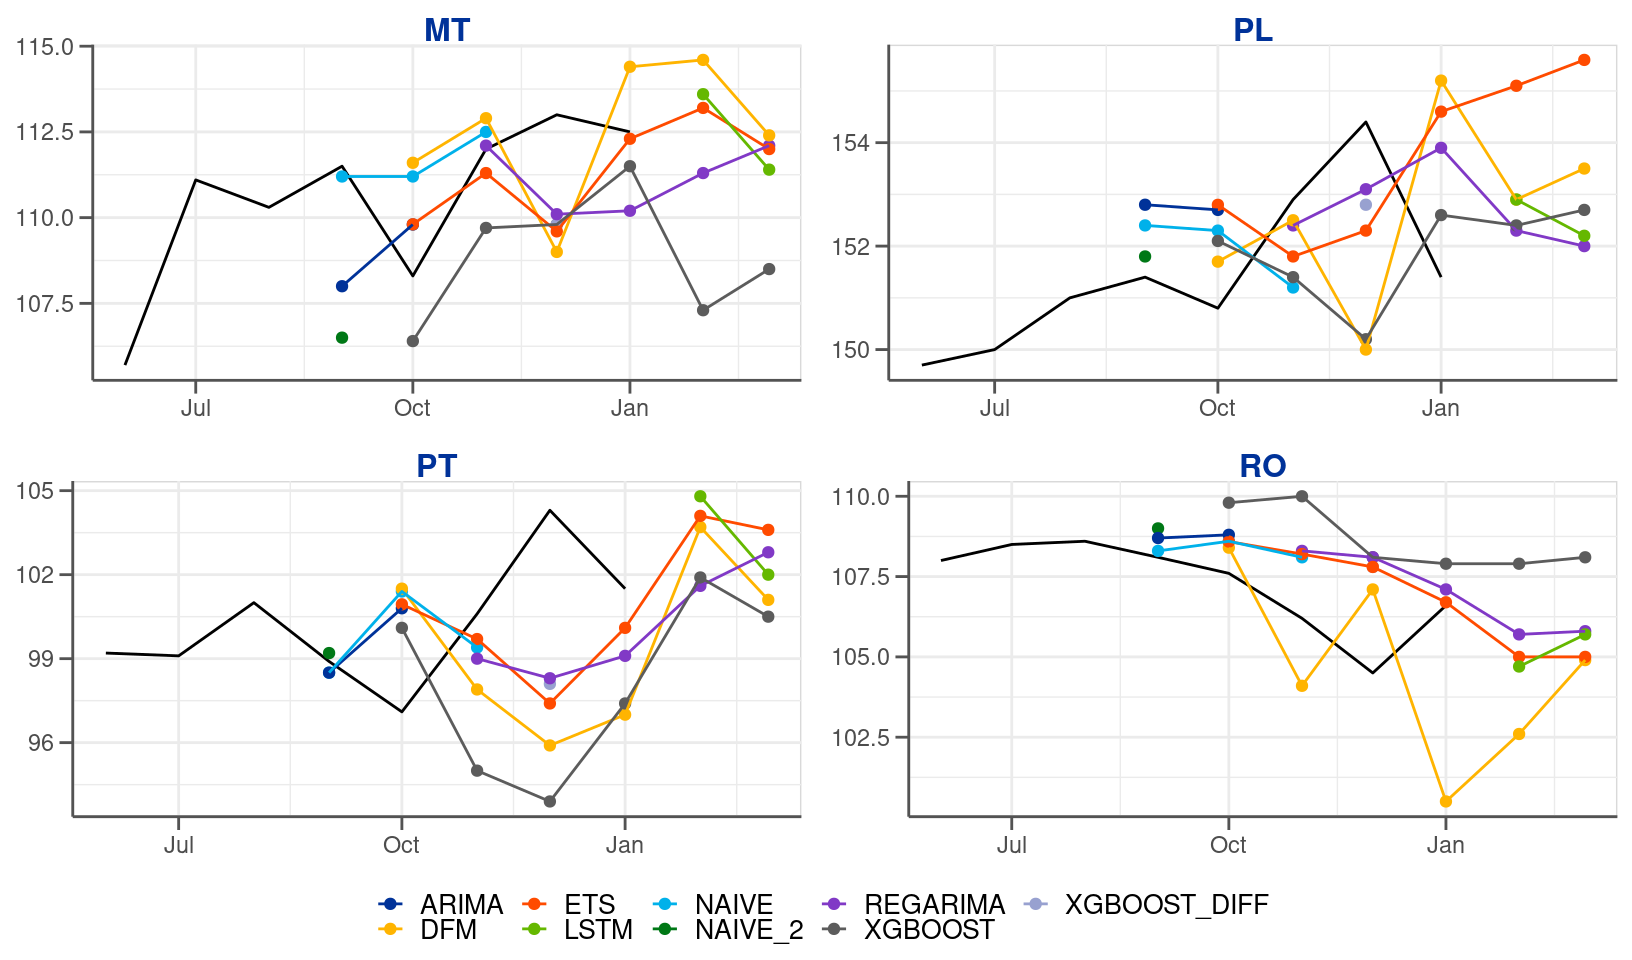 MT
115.0
112.5
110.0
107.5
Jul Oct Jan
PL
154
152
150
Jul Oct Jan
PT
105
102
99
96
Jul Oct Jan
RO
110.0
107.5
105.0
102.5
Jul Oct Jan
ARIMA ETS NAIVE REGARIMA XGBOOST_DIFF
DFM LSTM NAIVE_2 XGBOOST